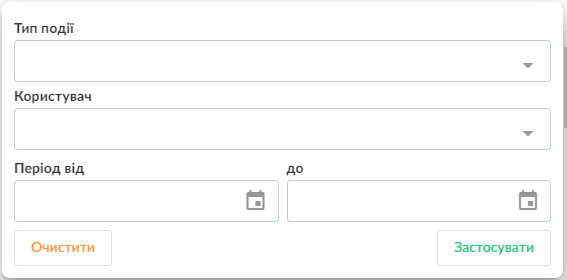 Тип події
Користувач
Період від до
Очистити Застосувати